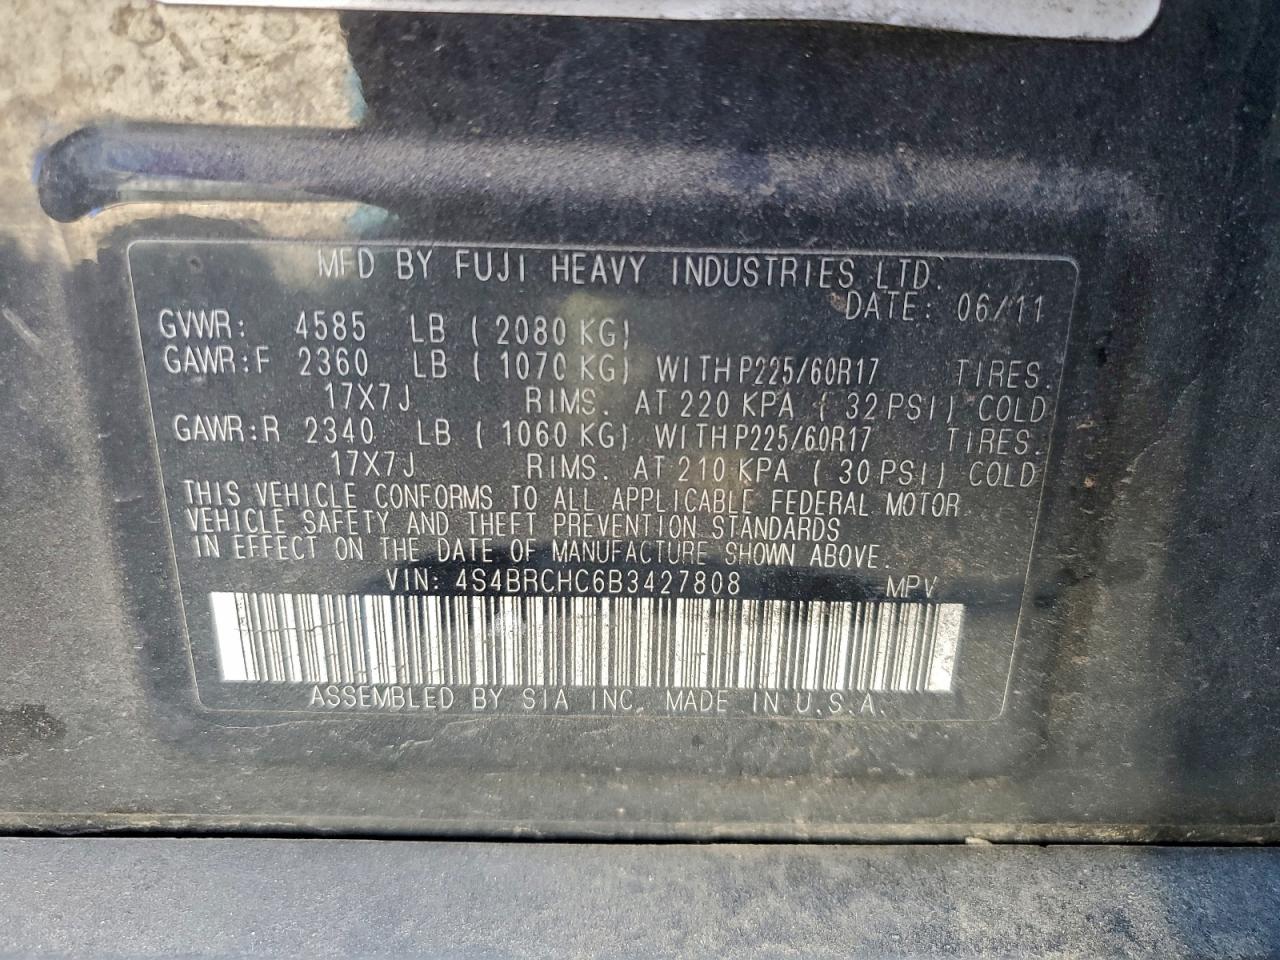 MFD BY FUJI HEAVY INDUSTRIES LTD.
DATE: 06/11
GVWR: 4585 LB ( 2080 KG)
GAWR:F 2360 LB ( 1070 KG) WITH P225/60R17 TIRES.
17X7J RIMS. AT 220 KPA ( 32 PSI) COLD
GAWR:R 2340 LB ( 1060 KG) WITH P225/60R17 TIRES.
17X7J RIMS. AT 210 KPA ( 30 PSI) COLD
THIS VEHICLE CONFORMS TO ALL APPLICABLE FEDERAL MOTOR
VEHICLE SAFETY AND THEFT PREVENTION STANDARDS
IN EFFECT ON THE DATE OF MANUFACTURE SHOWN ABOVE.
VIN: 4S4BRCHC6B3427808 MPV
ASSEMBLED BY SIA INC. MADE IN U.S.A.